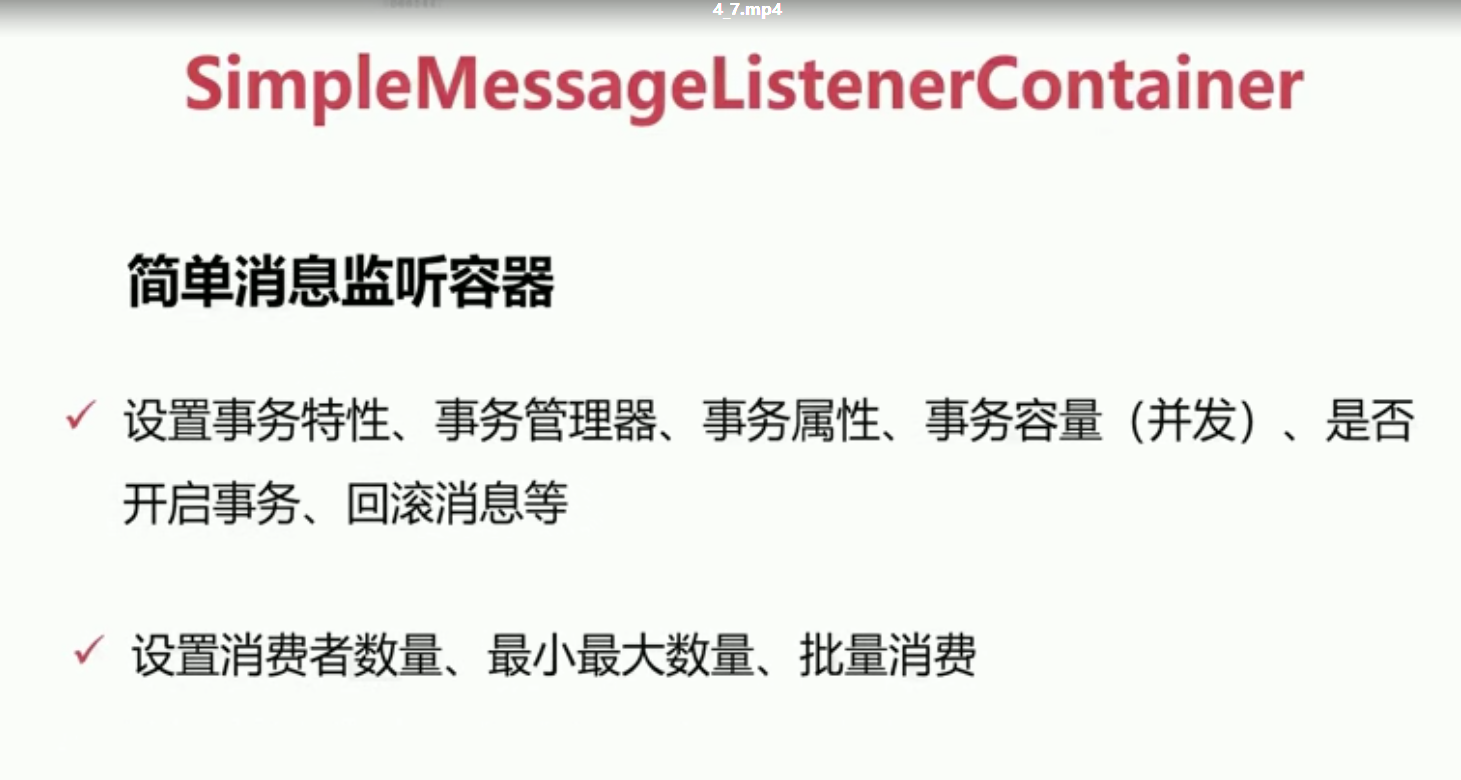 4_7.mp4
SimpleMessageListenerContainer
简单消息监听容器
设置事务特性、事务管理器、事务属性、事务容量（并发）、是否
开启事务、回滚消息等
设置消费者数量、最小最大数量、批量消费